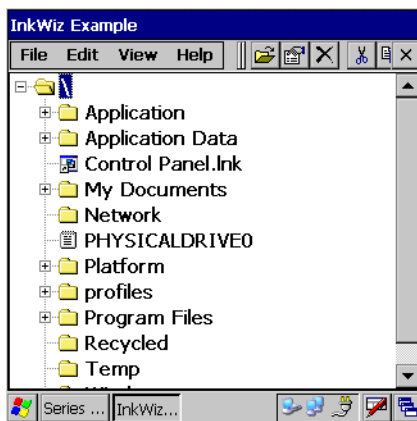 InkWiz Example
File Edit View Help
\
Application
Application Data
Control Panel.lnk
My Documents
Network
PHYSICALDRIVE0
Platform
profiles
Program Files
Recycled
Temp
Series ... InkWiz...